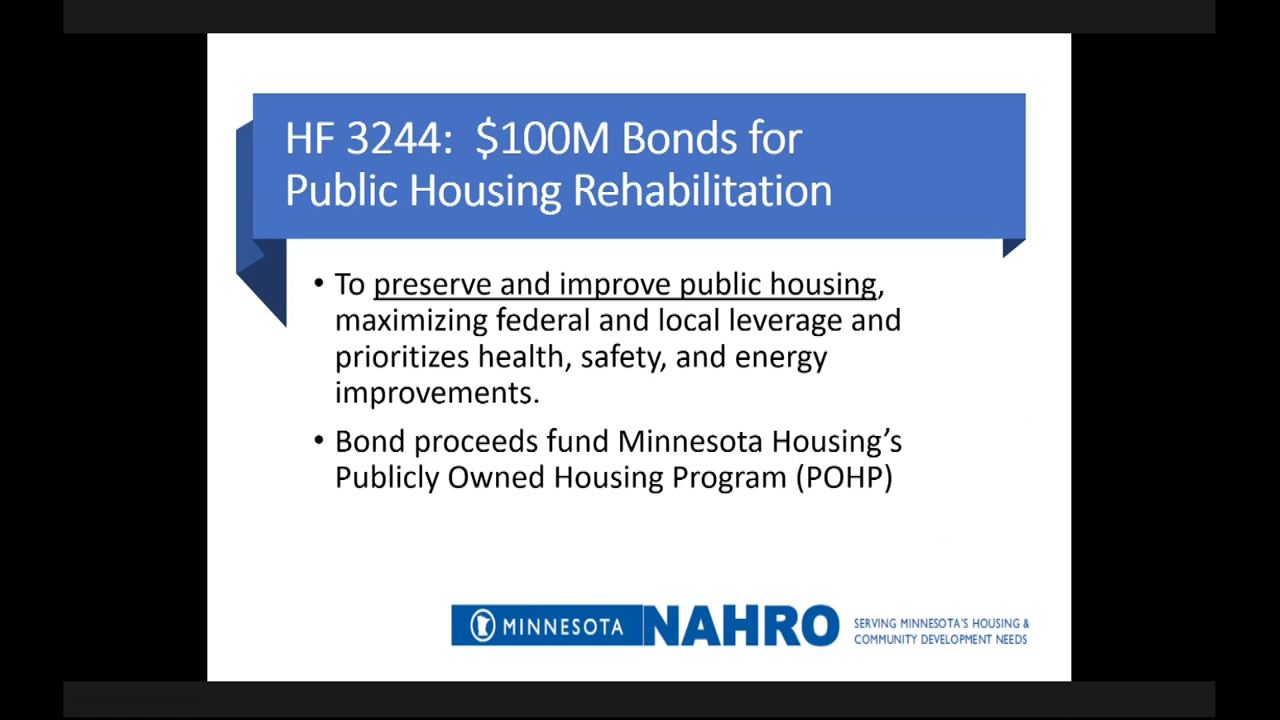 HF 3244:  $100M Bonds for
Public Housing Rehabilitation
• To preserve and improve public housing,
maximizing federal and local leverage and
prioritizes health, safety, and energy
improvements.
• Bond proceeds fund Minnesota Housing’s
Publicly Owned Housing Program (POHP)
MINNESOTA NAHRO
SERVING MINNESOTA'S HOUSING &
COMMUNITY DEVELOPMENT NEEDS